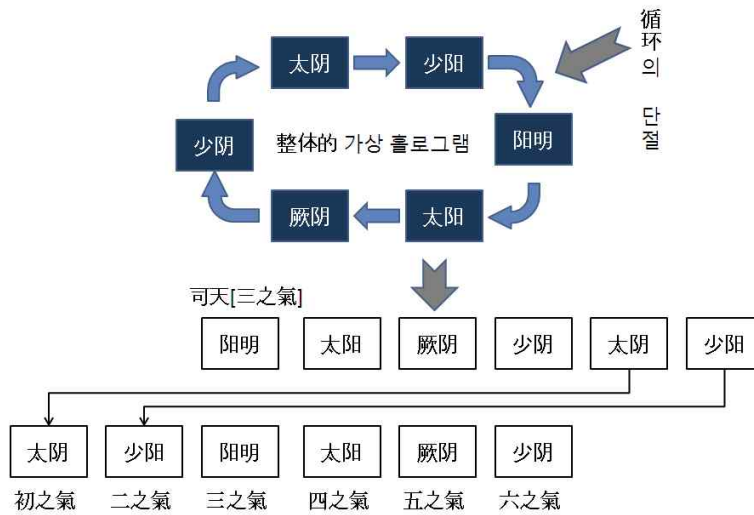 太阴 少阳
循环의 단절
少阴 整体的 가상 홀로그램 阳明
厥阴 太阳
司天[三之氣]
阳明 太阳 厥阴 少阴 太阴 少阳
太阴 少阳 阳明 太阳 厥阴 少阴
初之氣 二之氣 三之氣 四之氣 五之氣 六之氣